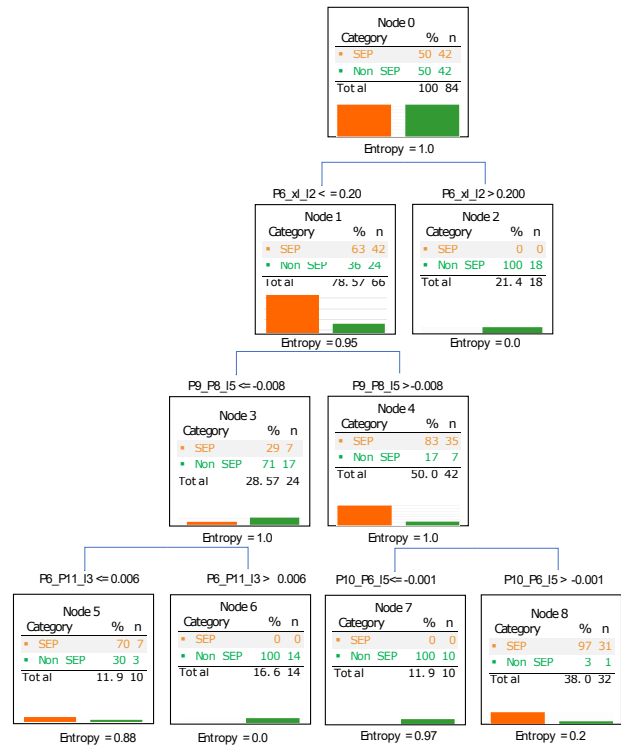 Node 0
Category % n
SEP 50 42
Non SEP 50 42
Total 100 84
Entropy = 1.0
P6_xl_I2 < = 0.20
P6_xl_I2 > 0.200
Node 1
Category % n
SEP 63 42
Non SEP 36 24
Total 78.57 66
Entropy = 0.95
Node 2
Category % n
SEP 0 0
Non SEP 100 18
Total 21.4 18
Entropy = 0.0
P9_P8_I5 <= -0.008
P9_P8_I5 > -0.008
Node 3
Category % n
SEP 29 7
Non SEP 71 17
Total 28.57 24
Entropy = 1.0
Node 4
Category % n
SEP 83 35
Non SEP 17 7
Total 50.0 42
Entropy = 1.0
P6_P11_I3 <= 0.006
P6_P11_I3 > 0.006
P10_P6_I5<= -0.001
P10_P6_I5 > -0.001
Node 5
Category % n
SEP 70 7
Non SEP 30 3
Total 11.9 10
Entropy = 0.88
Node 6
Category % n
SEP 0 0
Non SEP 100 14
Total 16.6 14
Entropy = 0.0
Node 7
Category % n
SEP 0 0
Non SEP 100 10
Total 11.9 10
Entropy = 0.97
Node 8
Category % n
SEP 97 31
Non SEP 3 1
Total 38.0 32
Entropy = 0.2